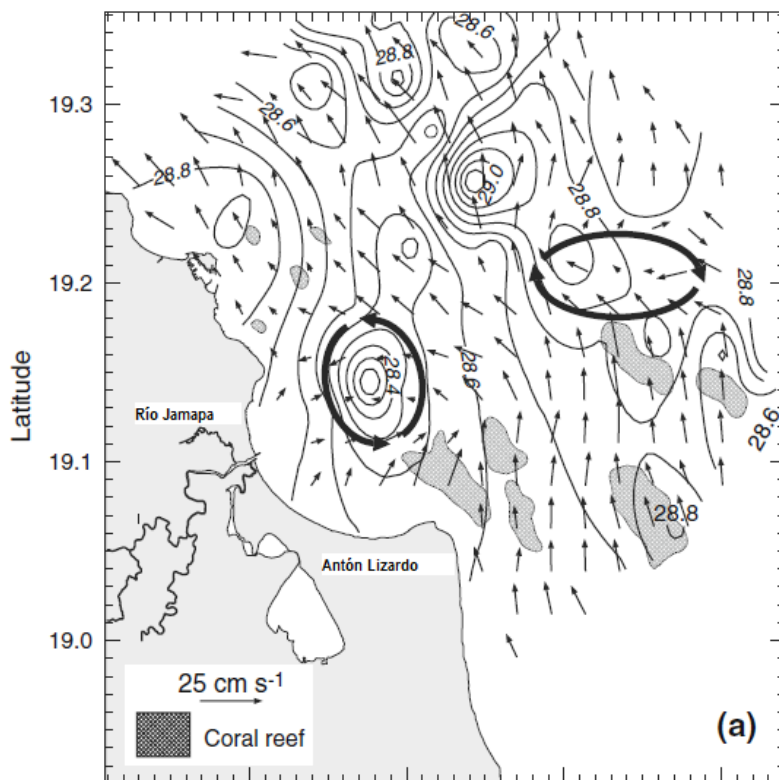 28.6
28.8
19.3
28.6
28.8
29.0
28.8
19.2
28.8
28.4
28.6
Río Jamapa
28.6
19.1
28.8
Antón Lizardo
19.0
25 cm s⁻¹
Coral reef
(a)
Latitude